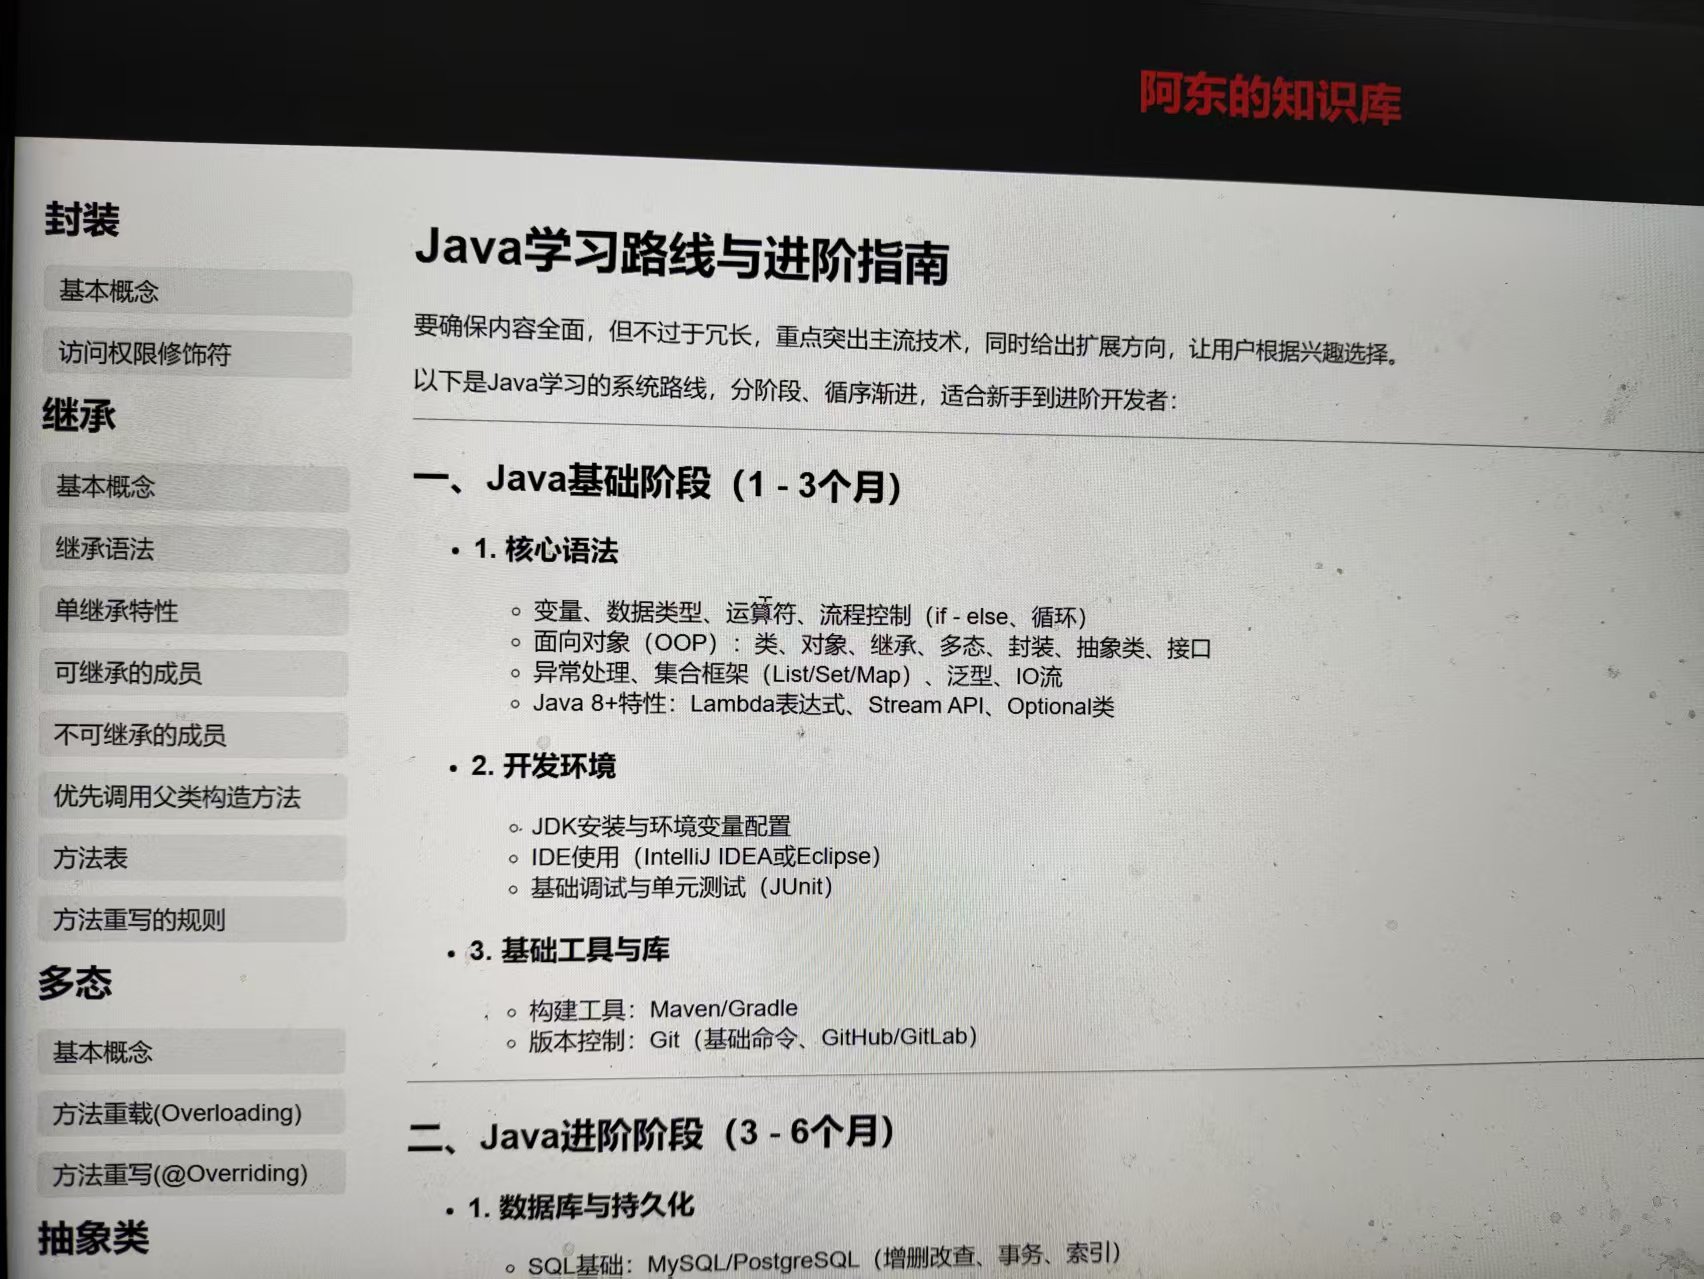 阿东的知识库
封装
基本概念
访问权限修饰符
继承
基本概念
继承语法
单继承特性
可继承的成员
不可继承的成员
优先调用父类构造方法
方法表
方法重写的规则
多态
基本概念
方法重载(Overloading)
方法重写(@Overriding)
抽象类
Java学习路线与进阶指南
要确保内容全面，但不过于冗长，重点突出主流技术，同时给出扩展方向，让用户根据兴趣选择。
以下是Java学习的系统路线，分阶段、循序渐进，适合新手到进阶开发者：
一、Java基础阶段（1 - 3个月）
1. 核心语法
变量、数据类型、运算符、流程控制（if - else、循环）
面向对象（OOP）：类、对象、继承、多态、封装、抽象类、接口
异常处理、集合框架（List/Set/Map）、泛型、IO流
Java 8+特性：Lambda表达式、Stream API、Optional类
2. 开发环境
JDK安装与环境变量配置
IDE使用（IntelliJ IDEA或Eclipse）
基础调试与单元测试（JUnit）
3. 基础工具与库
构建工具：Maven/Gradle
版本控制：Git（基础命令、GitHub/GitLab）
二、Java进阶阶段（3 - 6个月）
1. 数据库与持久化
SQL基础：MySQL/PostgreSQL（增删改查、事务、索引）